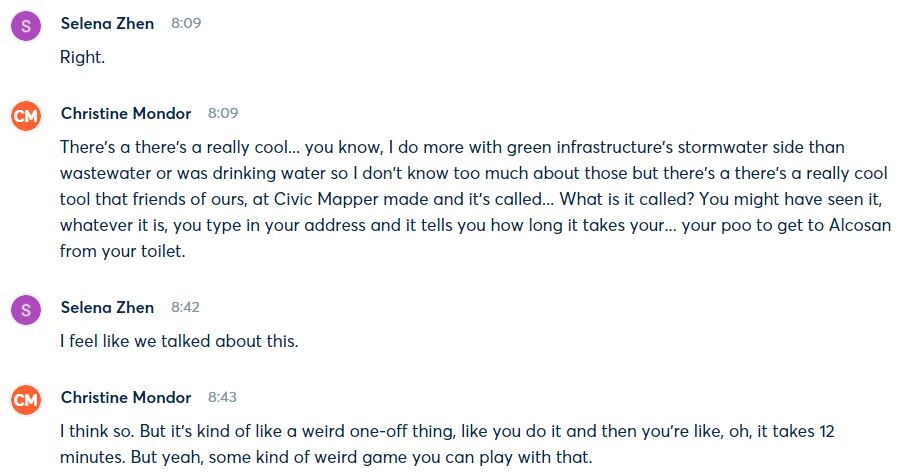 S
Selena Zhen 8:09
Right.
CM
Christine Mondor 8:09
There's a there's a really cool... you know, I do more with green infrastructure's stormwater side than
wastewater or was drinking water so I don't know too much about those but there's a there's a really cool
tool that friends of ours, at Civic Mapper made and it's called... What is it called? You might have seen it,
whatever it is, you type in your address and it tells you how long it takes your... your poo to get to Alcosan
from your toilet.
S
Selena Zhen 8:42
I feel like we talked about this.
CM
Christine Mondor 8:43
I think so. But it's kind of like a weird one-off thing, like you do it and then you're like, oh, it takes 12
minutes. But yeah, some kind of weird game you can play with that.